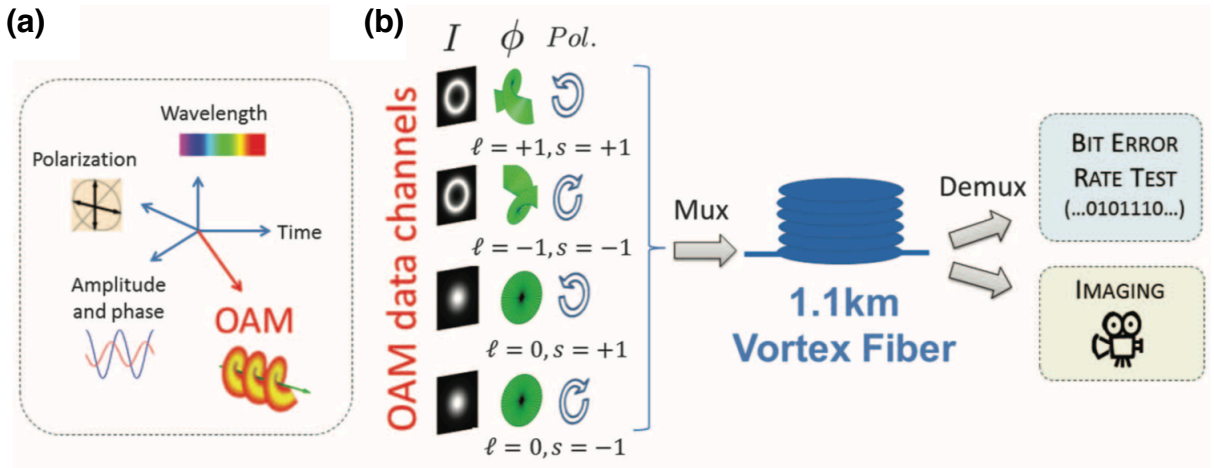 (a)
Wavelength
Polarization
Time
Amplitude
and phase
OAM
(b)
I ϕ Pol.
OAM data channels
ℓ = +1, s = +1
ℓ = −1, s = −1
ℓ = 0, s = +1
ℓ = 0, s = −1
Mux
1.1km
Vortex Fiber
Demux
BIT ERROR
RATE TEST
(...0101110...)
IMAGING